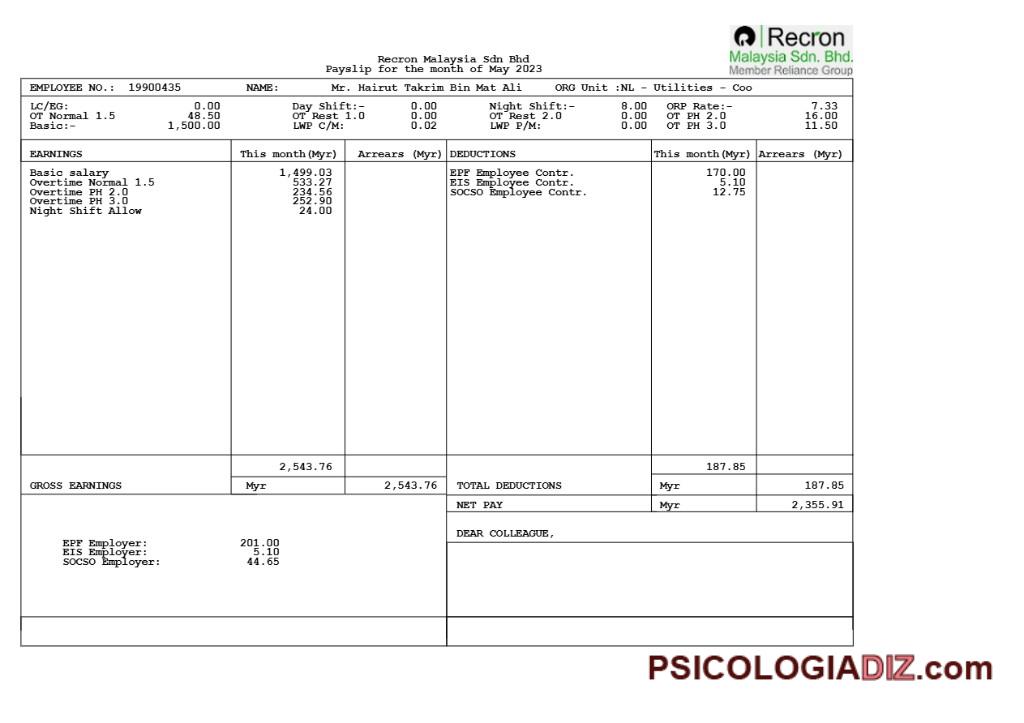 Recron
Malaysia Sdn. Bhd.
Member Reliance Group
Recron Malaysia Sdn Bhd
Payslip for the month of May 2023
EMPLOYEE NO.: 19900435 NAME: Mr. Hairut Takrim Bin Mat Ali ORG Unit :NL - Utilities - Coo
LC/EG: 0.00 Day Shift:- 0.00 Night Shift:- 8.00 ORP Rate:- 7.33
OT Normal 1.5 48.50 OT Rest 1.0 0.00 OT Rest 2.0 0.00 OT PH 2.0 16.00
Basic:- 1,500.00 LWP C/M: 0.02 LWP P/M: 0.00 OT PH 3.0 11.50
EARNINGS This month(Myr) Arrears (Myr) DEDUCTIONS This month(Myr) Arrears (Myr)
Basic salary 1,499.03 EPF Employee Contr. 170.00
Overtime Normal 1.5 533.27 EIS Employee Contr. 5.10
Overtime PH 2.0 234.56 SOCSO Employee Contr. 12.75
Overtime PH 3.0 252.90
Night Shift Allow 24.00
2,543.76 187.85
GROSS EARNINGS Myr 2,543.76 TOTAL DEDUCTIONS Myr 187.85
NET PAY Myr 2,355.91
DEAR COLLEAGUE,
EPF Employer: 201.00
EIS Employer: 5.10
SOCSO Employer: 44.65
PSICOLOGIADIZ.com